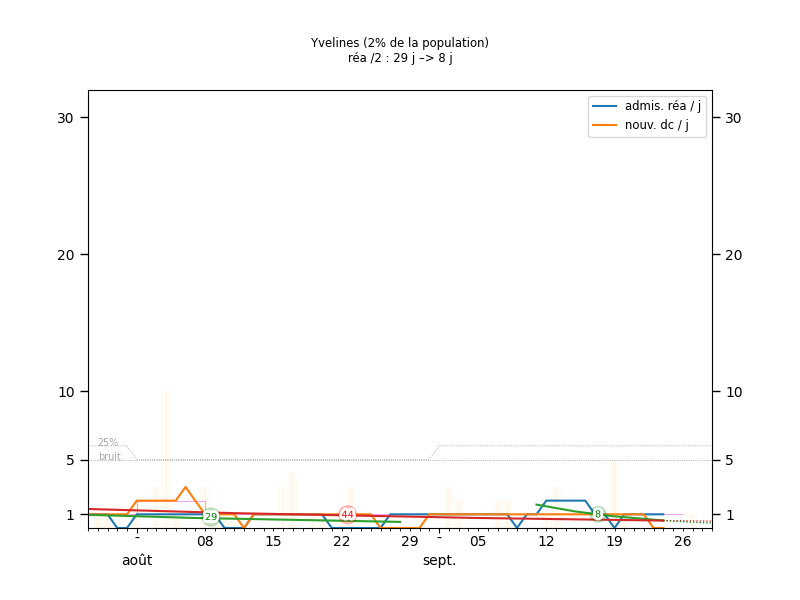 Yvelines (2% de la population)
réa /2 : 29 j –> 8 j
admis. réa / j
nouv. dc / j
30
30
20
20
10
10
25%
bruit
5
5
1
1
29
44
8
- 08 15 22 29 - 05 12 19 26
août sept.